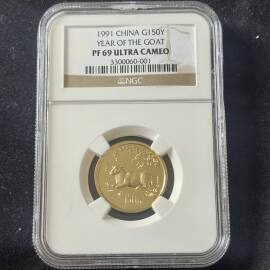 1991 CHINA G150Y
YEAR OF THE GOAT
PF 69 ULTRA CAMEO
3300060-001
NGC